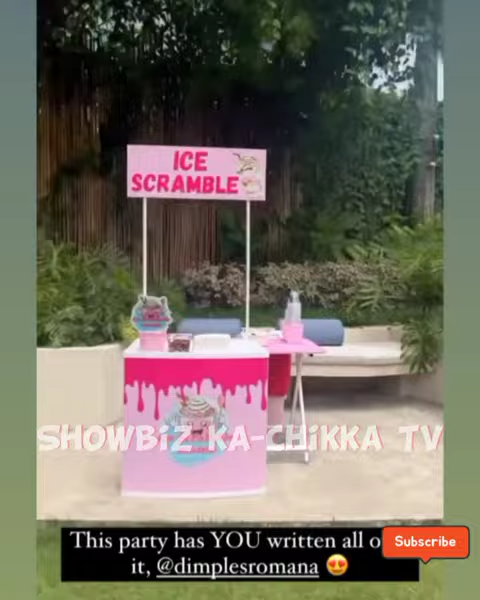 ICE
SCRAMBLE
SHOWBIZ KA-CHIKKA TV
This party has YOU written all o
it, @dimplesromana 😍
Subscribe